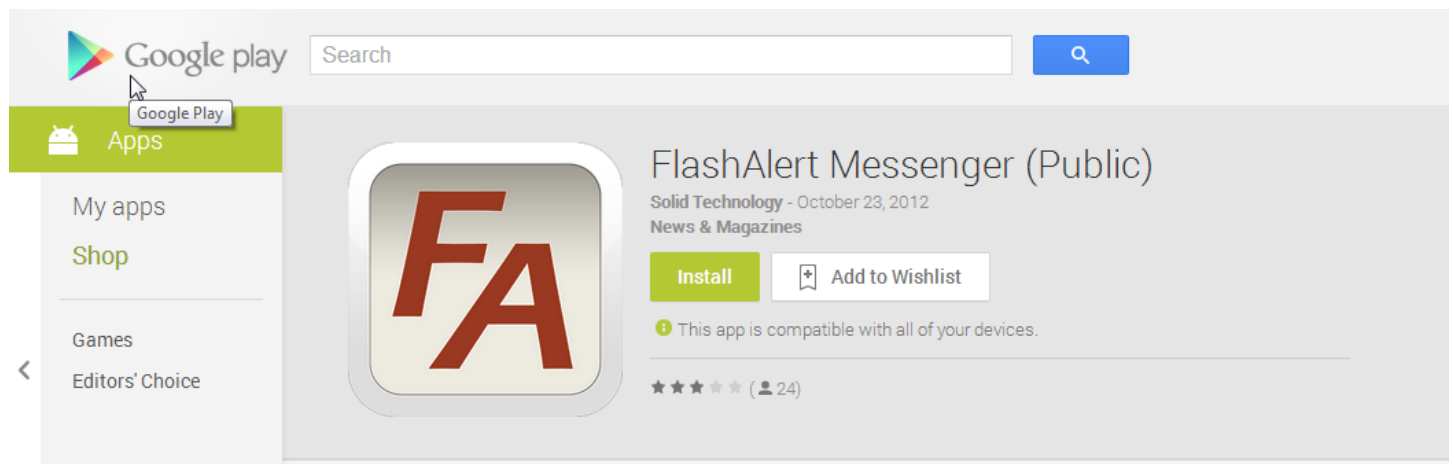 Google play
Search
Google Play
Apps
My apps
Shop
Games
Editors' Choice
FA
FlashAlert Messenger (Public)
Solid Technology - October 23, 2012
News & Magazines
Install
Add to Wishlist
This app is compatible with all of your devices.
(24)